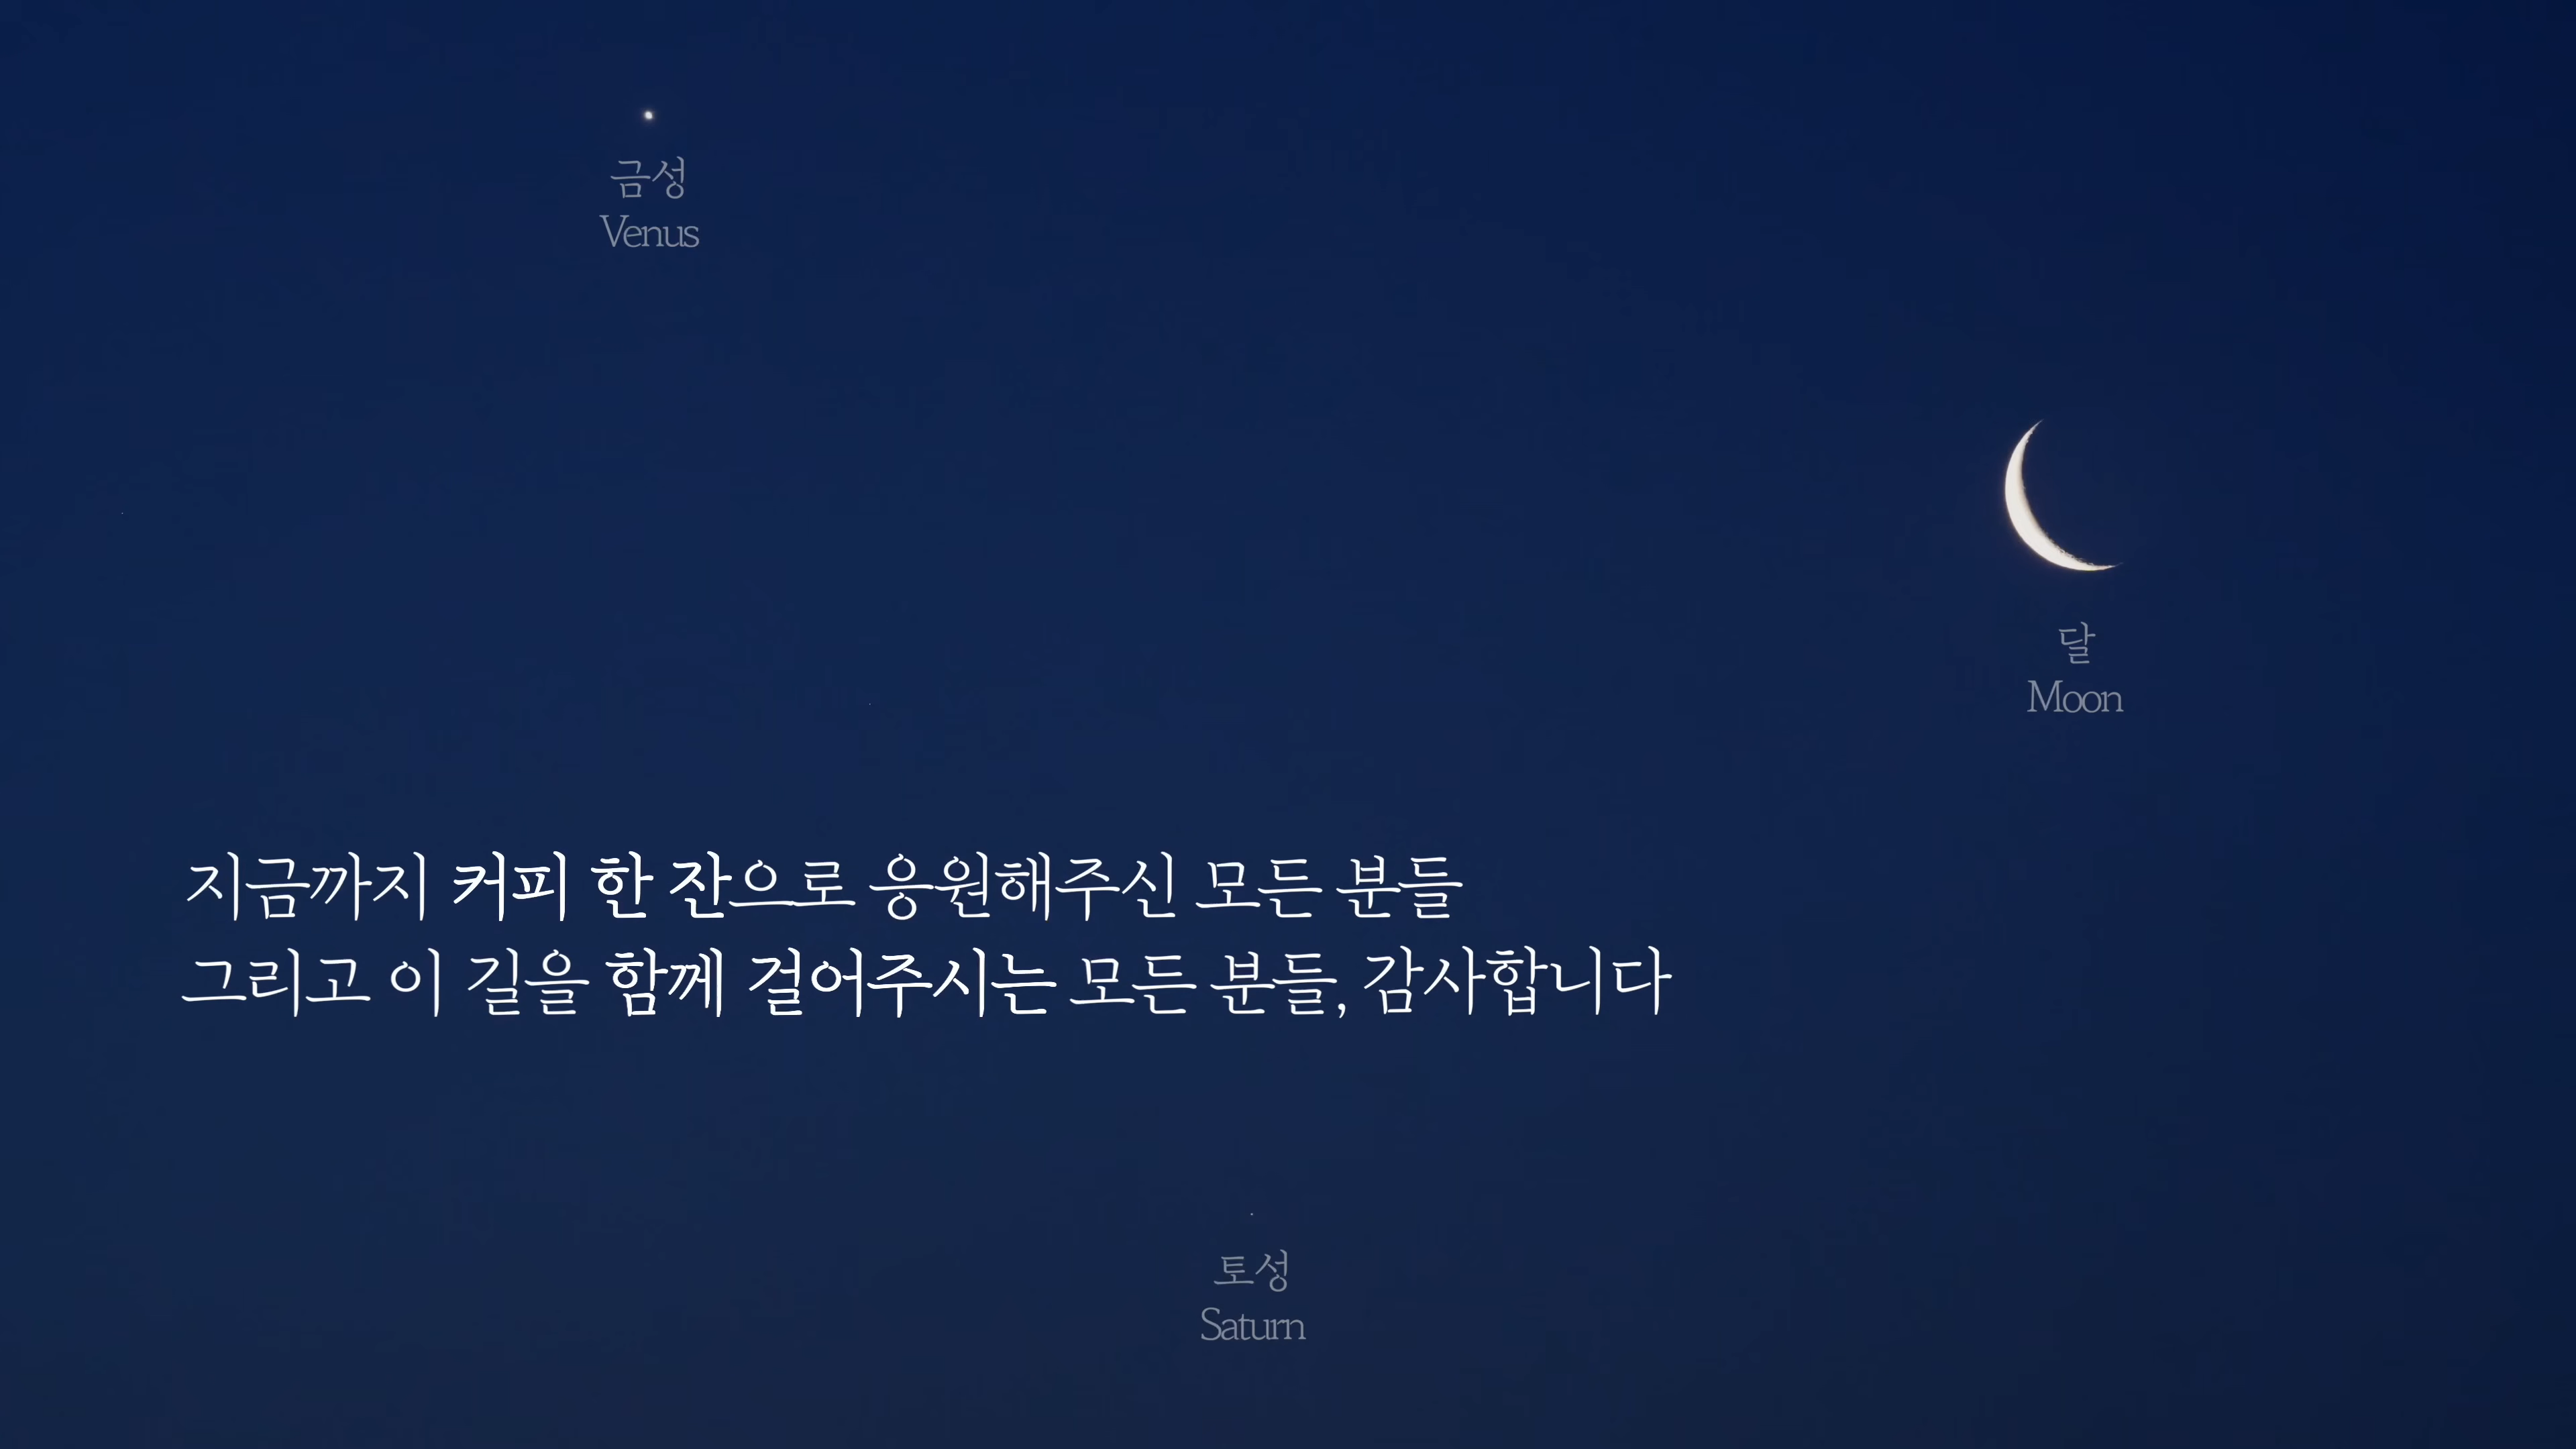 금성
Venus
달
Moon
지금까지 커피 한 잔으로 응원해주신 모든 분들
그리고 이 길을 함께 걸어주시는 모든 분들, 감사합니다
토성
Saturn